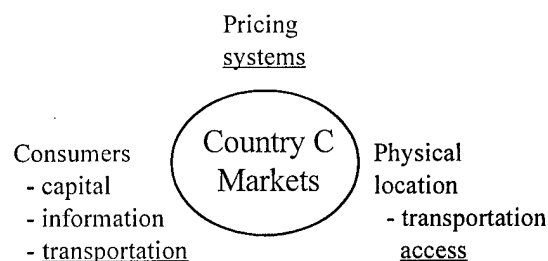 Pricing
systems
Country C
Markets
Consumers
- capital
- information
- transportation
Physical
location
- transportation
access